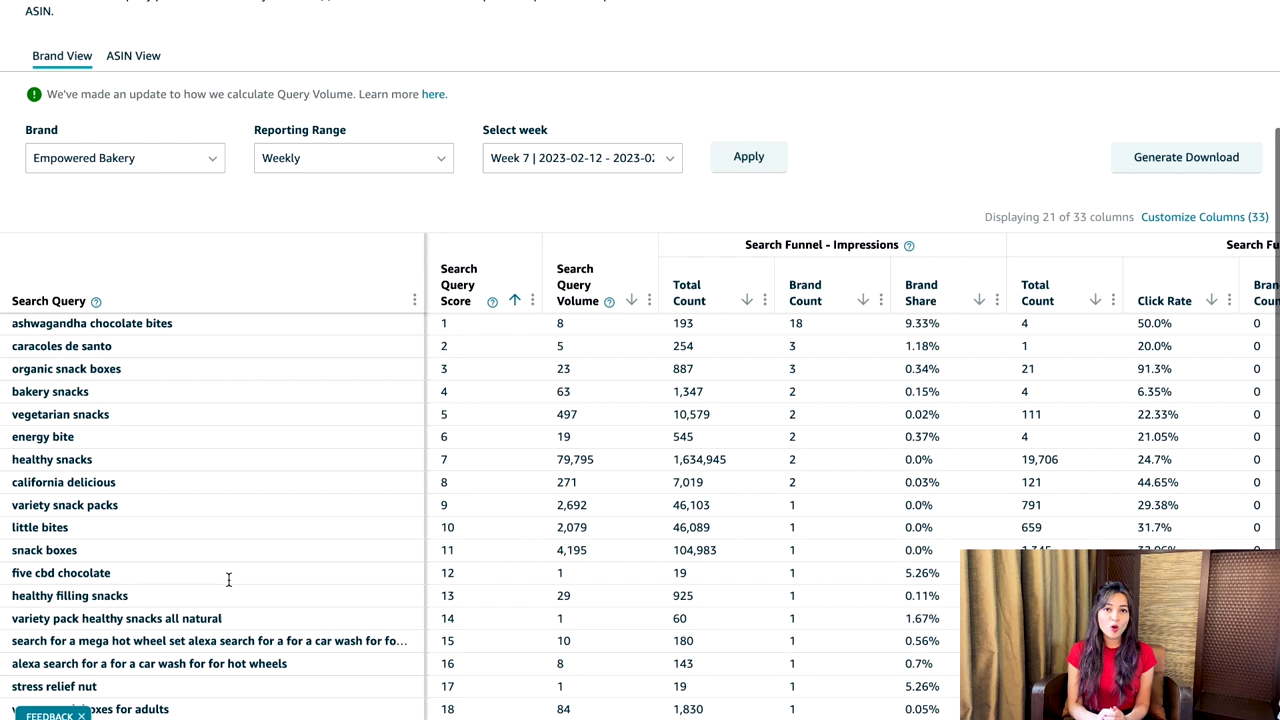 ASIN.
Brand View ASIN View
We've made an update to how we calculate Query Volume. Learn more here.
Brand Reporting Range Select week
Empowered Bakery Weekly Week 7 | 2023-02-12 - 2023-02 Apply Generate Download
Displaying 21 of 33 columns Customize Columns (33)
Search Funnel - Impressions Search Fu
Search Query Search Query Score Search Query Volume Total Count Brand Count Brand Share Total Count Click Rate Bran Coun
ashwagandha chocolate bites 1 8 193 18 9.33% 4 50.0% 0
caracoles de santo 2 5 254 3 1.18% 1 20.0% 0
organic snack boxes 3 23 887 3 0.34% 21 91.3% 0
bakery snacks 4 63 1,347 2 0.15% 4 6.35% 0
vegetarian snacks 5 497 10,579 2 0.02% 111 22.33% 0
energy bite 6 19 545 2 0.37% 4 21.05% 0
healthy snacks 7 79,795 1,634,945 2 0.0% 19,706 24.7% 0
california delicious 8 271 7,019 2 0.03% 121 44.65% 0
variety snack packs 9 2,692 46,103 1 0.0% 791 29.38% 0
little bites 10 2,079 46,089 1 0.0% 659 31.7% 0
snack boxes 11 4,195 104,983 1 0.0%
five cbd chocolate 12 1 19 1 5.26%
healthy filling snacks 13 29 925 1 0.11%
variety pack healthy snacks all natural 14 1 60 1 1.67%
search for a mega hot wheel set alexa search for a for a car wash for fo... 15 10 180 1 0.56%
alexa search for a for a car wash for for hot wheels 16 8 143 1 0.7%
stress relief nut 17 1 19 1 5.26%
oxes for adults 18 84 1,830 1 0.05%
FEEDBACK